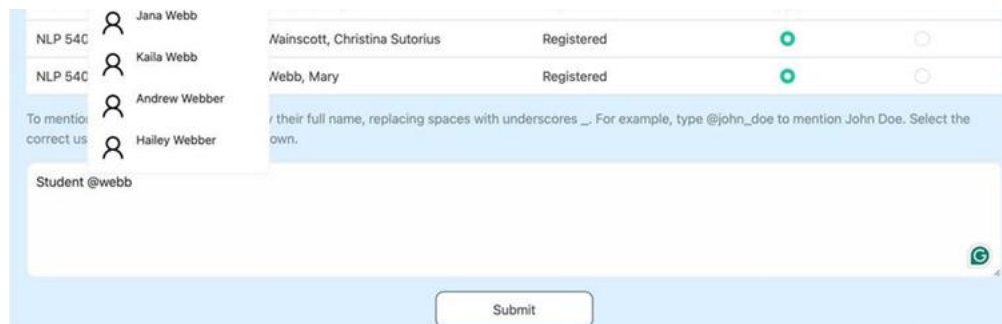 Jana Webb
NLP 540 Wainscott, Christina Sutorius Registered
Kaila Webb
NLP 540 Webb, Mary Registered
Andrew Webber
To mention their full name, replacing spaces with underscores _. For example, type @john_doe to mention John Doe. Select the
Hailey Webber
correct us own.
Student @webb
Submit